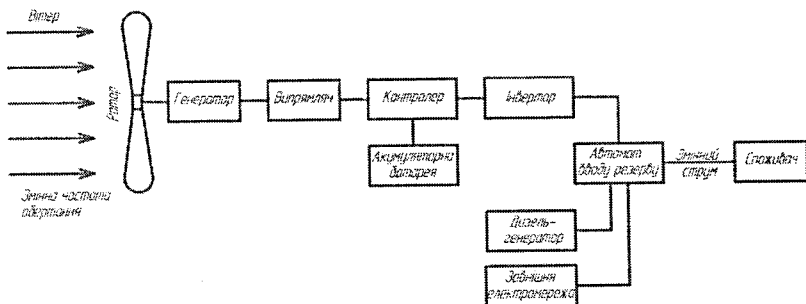 Вітер
Ротор
Генератор
Випрямляч
Контролер
Інвертор
Акумуляторна
батарея
Автомат
вводу резерву
Змінний
струм
Споживач
Змінна частота
обертання
Дизель-
генератор
Зовнішня
електромережа